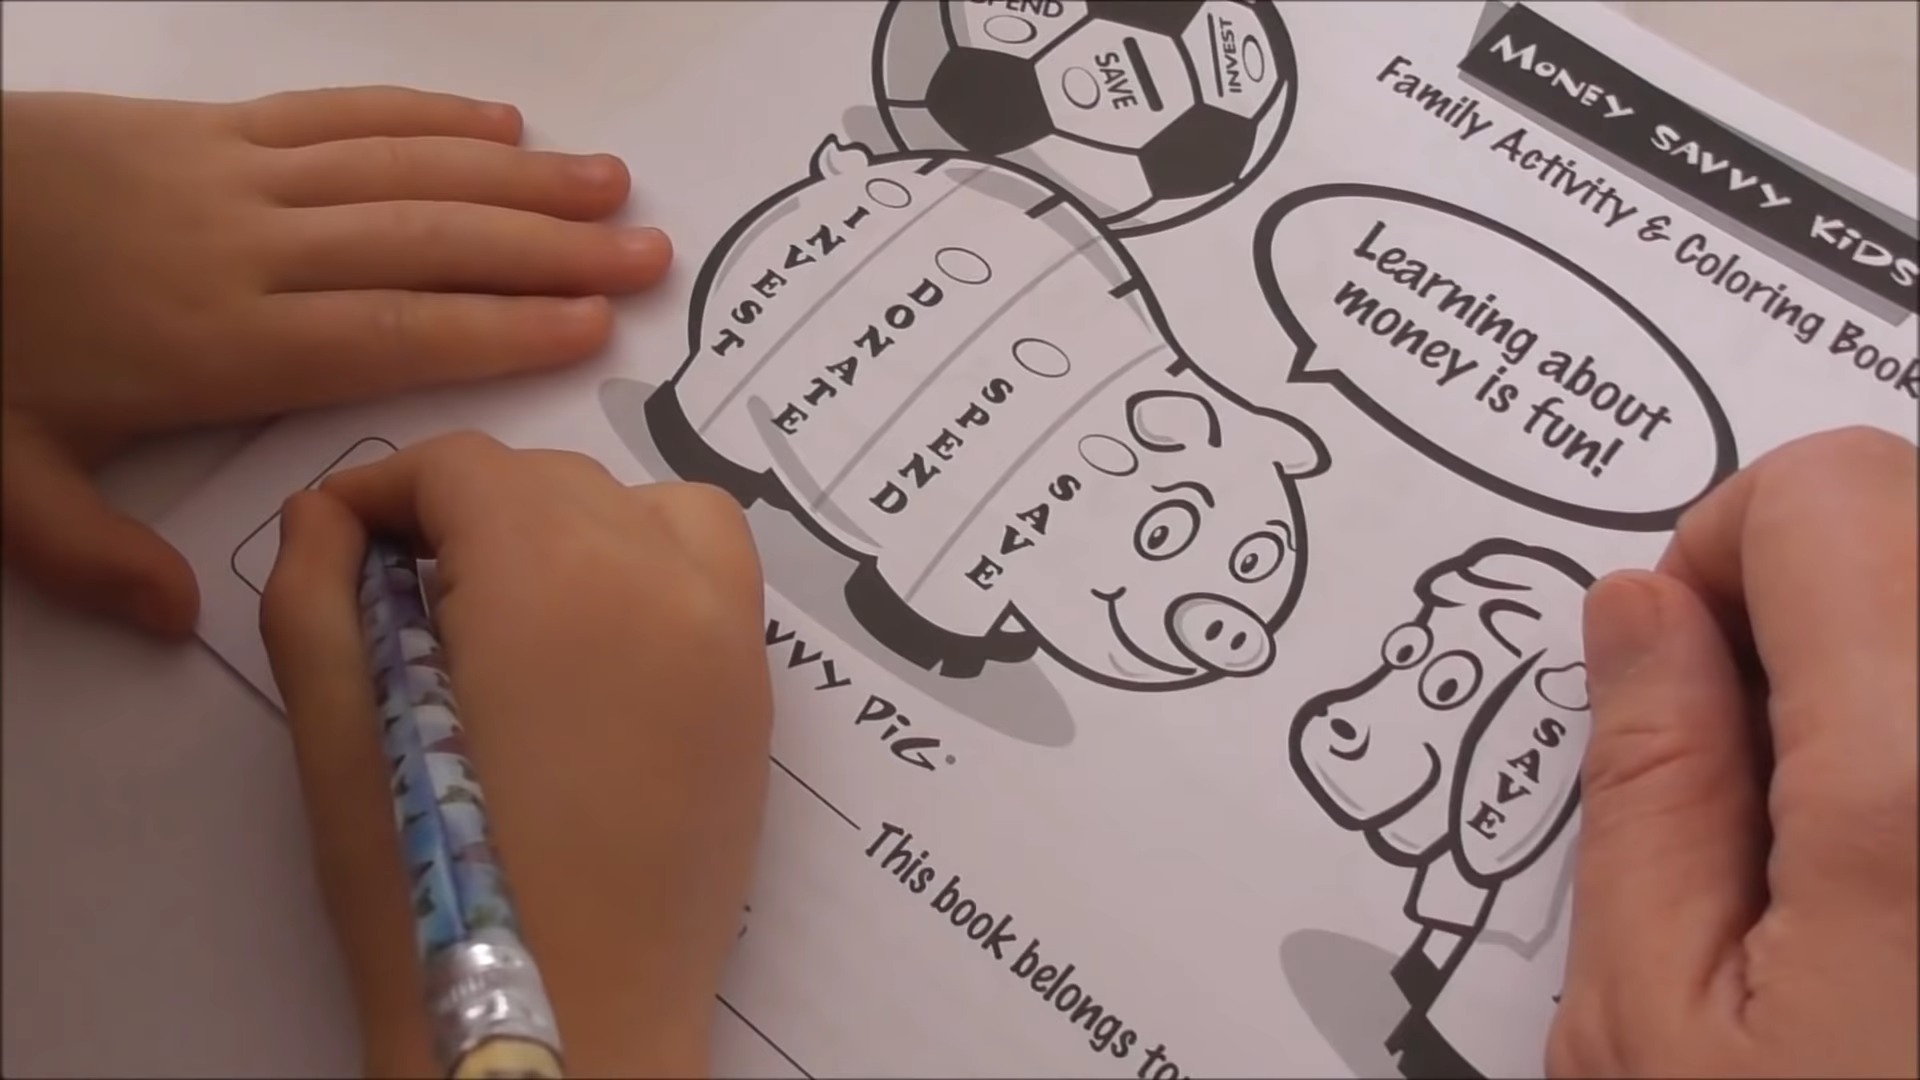 MONEY SAVVY KIDS
Family Activity & Coloring Book
SPEND
SAVE
INVEST
Learning about
money is fun!
INVEST
DONATE
SPEND
SAVE
SAVE
PIG
This book belongs to: